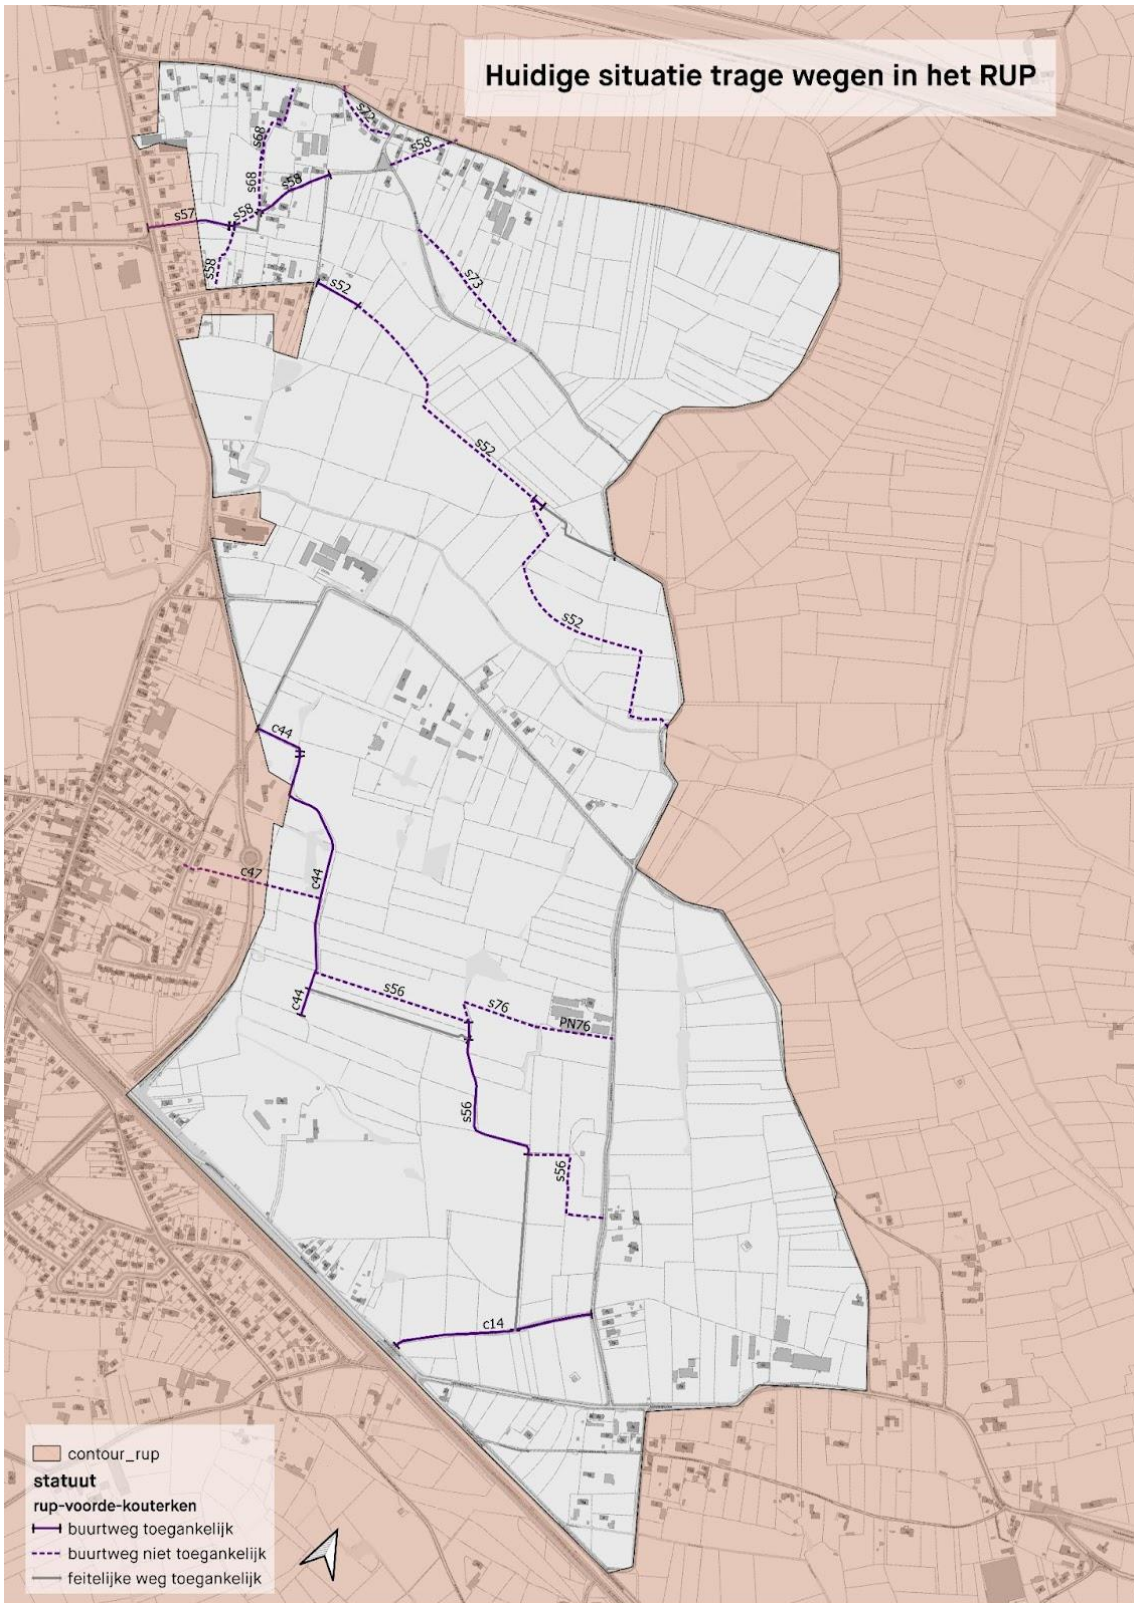 Huidige situatie trage wegen in het RUP
s72
s68
s58
s68
s58
s57
s58
s58
s73
s52
s52
s52
c44
c47
c44
s56
c44
s76
PN76
s56
s56
c14
contour_rup
statuut
rup-voorde-kouterken
buurtweg toegankelijk
buurtweg niet toegankelijk
feitelijke weg toegankelijk